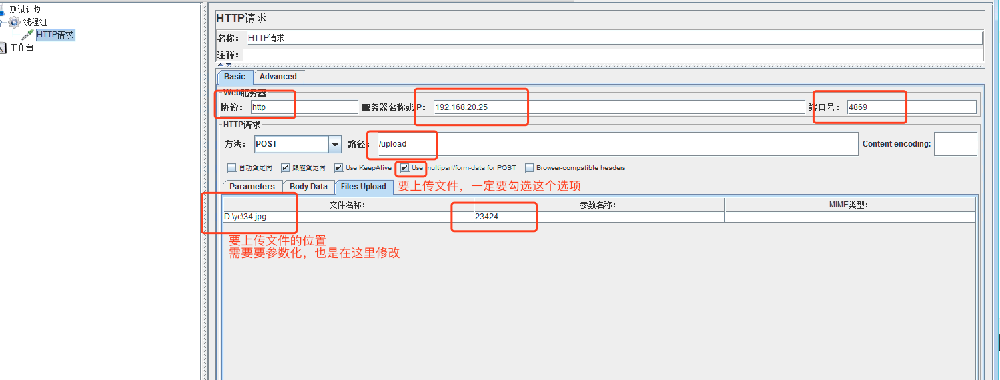 测试计划
线程组
HTTP请求
工作台
HTTP请求
名称： HTTP请求
注释：
Basic Advanced
Web服务器
协议： http 服务器名称或IP： 192.168.20.25 端口号： 4869
HTTP请求
方法： POST 路径： /upload Content encoding:
自动重定向 跟随重定向 Use KeepAlive Use multipart/form-data for POST Browser-compatible headers
Parameters Body Data Files Upload 要上传文件，一定要勾选这个选项
文件名称： 参数名称： MIME类型：
D:\yc\34.jpg 23424
要上传文件的位置
需要要参数化，也是在这里修改